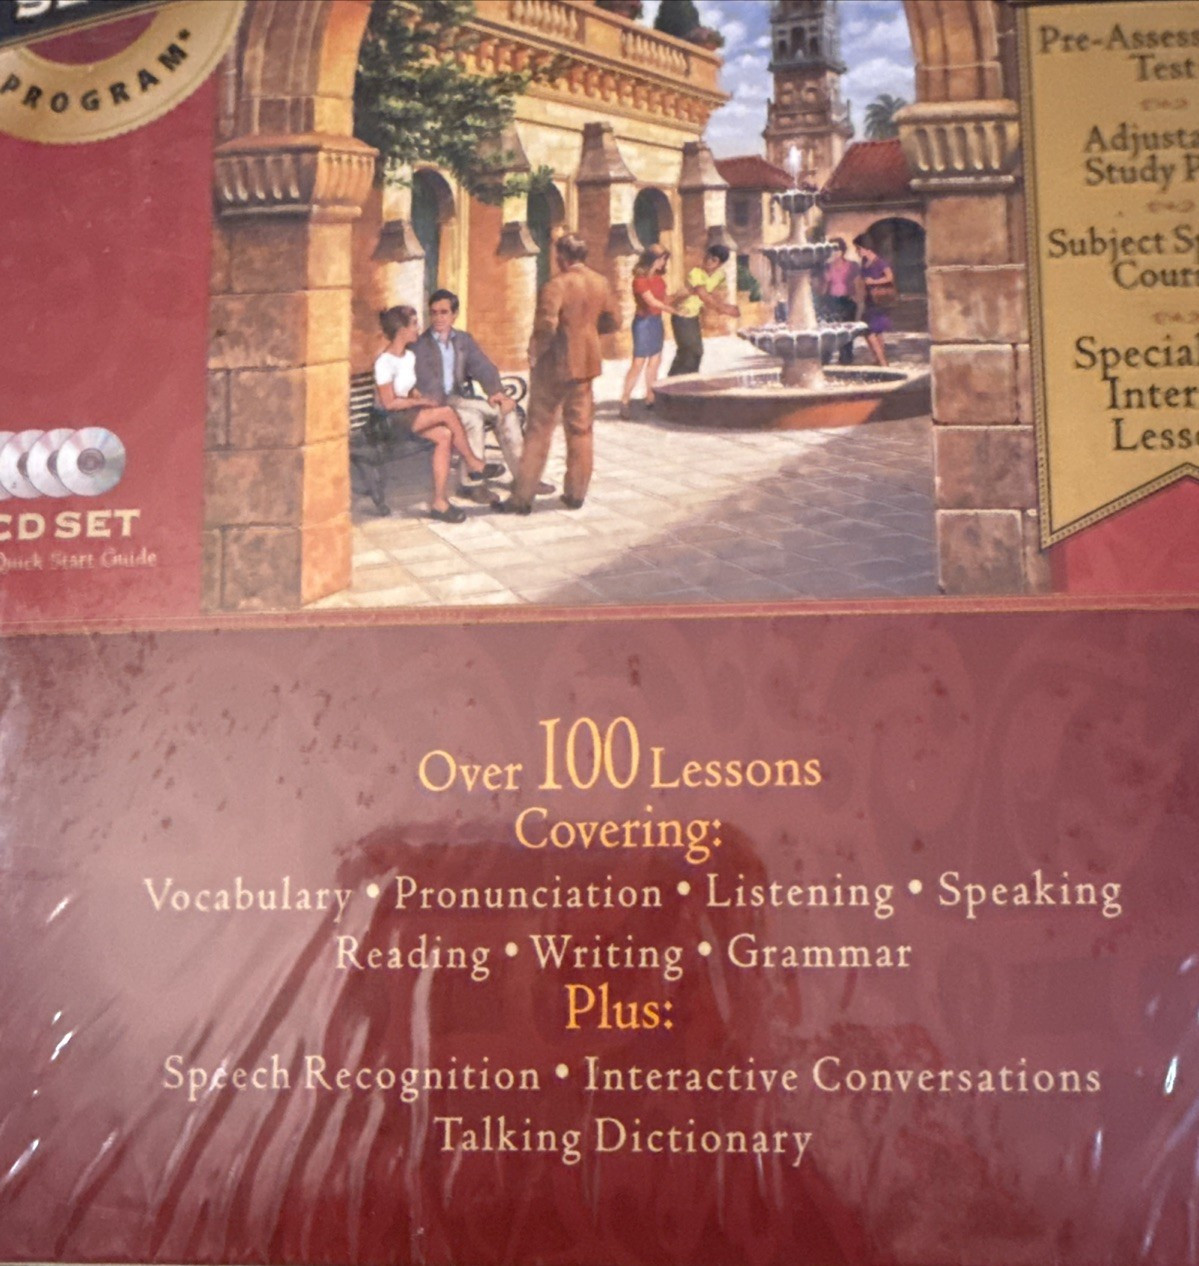 PROGRAM
CD SET
Quick Start Guide
Pre-Assess
Test
Adjusta
Study P
Subject Sp
Cour
Special
Inter
Lesso
Over 100 Lessons
Covering:
Vocabulary • Pronunciation • Listening • Speaking
Reading • Writing • Grammar
Plus:
Speech Recognition • Interactive Conversations
Talking Dictionary